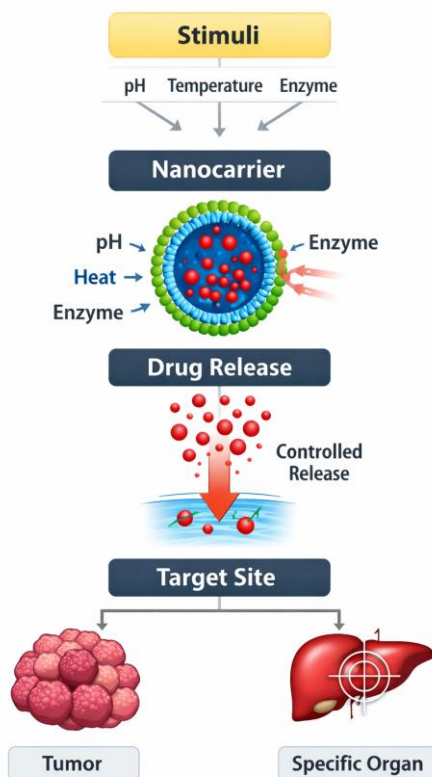 Stimuli
pH Temperature Enzyme
Nanocarrier
pH
Enzyme
Heat
Enzyme
Drug Release
Controlled
Release
Target Site
Tumor
Specific Organ